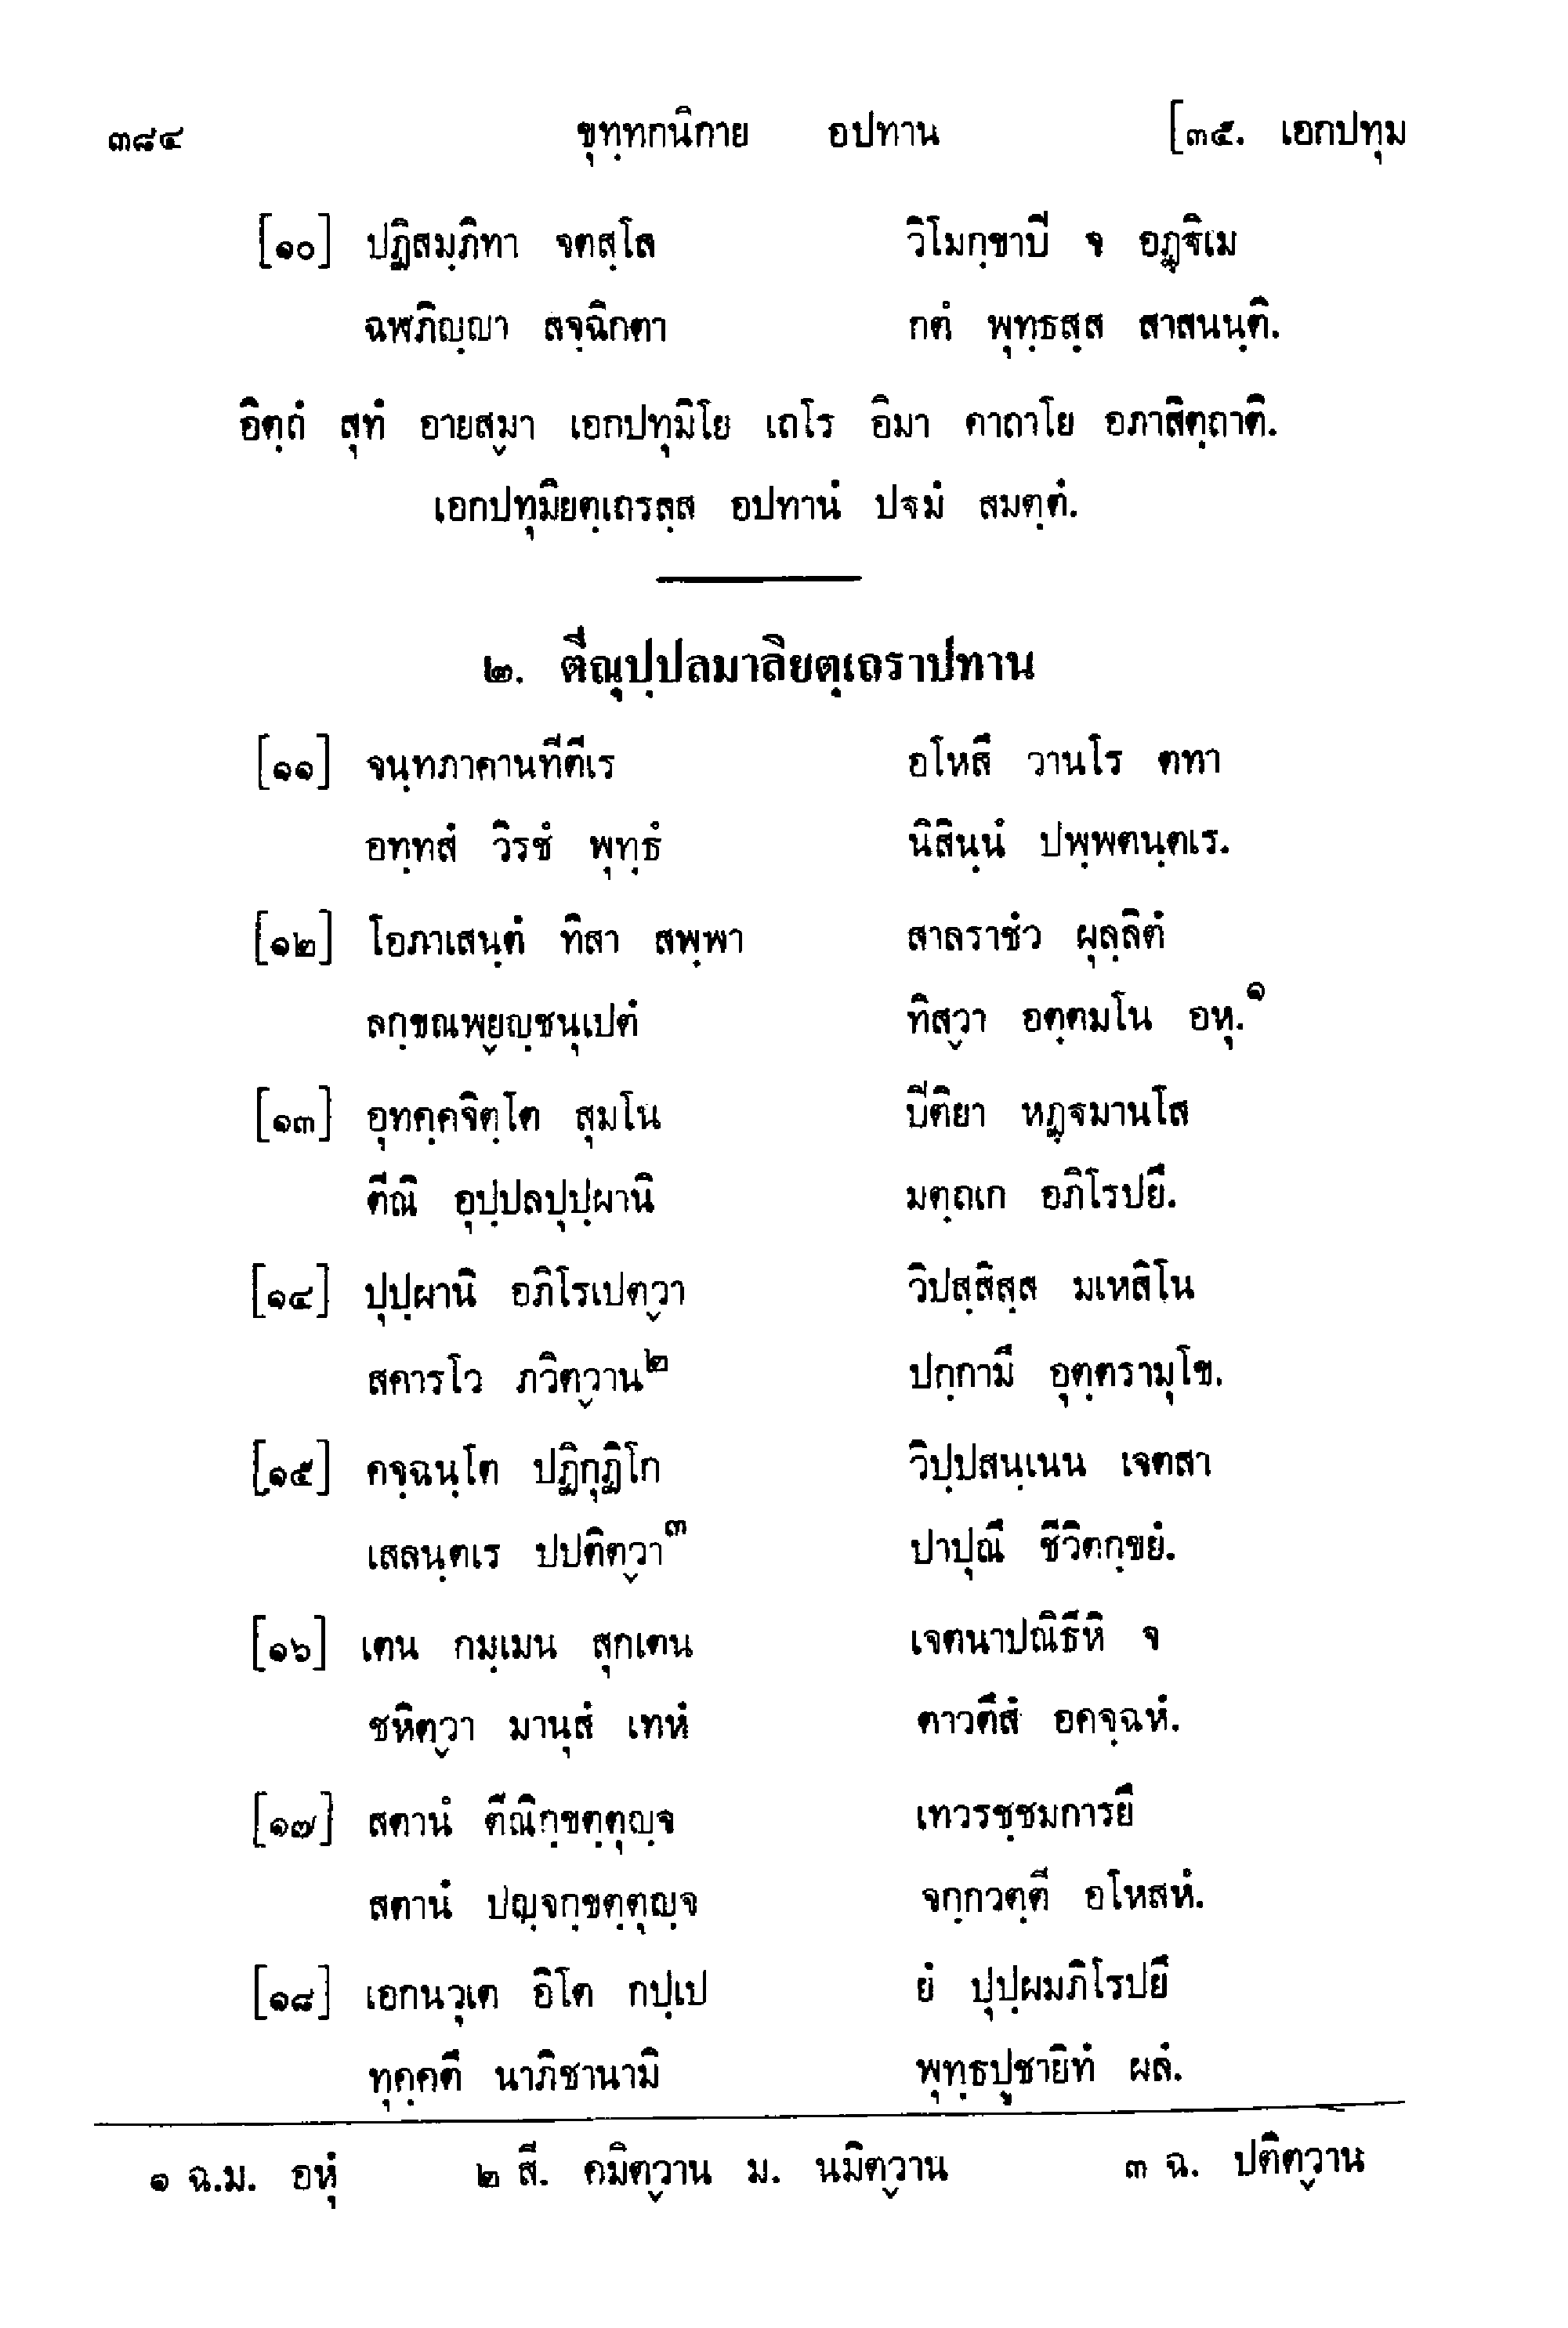 ๓๘๔ ขุทฺทกนิกาย อปทาน [๓๕. เอกปทุม
[๑๐] ปฏิสมฺภิทา จตสฺโส วิโมกฺขาปี จ อฏฺฐิเม
ฉฬภิญฺญา สจฺฉิกตา กตํ พุทฺธสฺส สาสนนฺติ.
อิตฺถํ สุทํ อายสฺมา เอกปทุมิโย เถโร อิมา คาถาโย อภาสิตฺถาติ.
เอกปทุมิยตฺเถรสฺส อปทานํ ปฐมํ สมตฺตํ.
๒. ตีณุปฺปลมาลิยตฺเถราปทาน
[๑๑] จนฺทภาคานทีตีเร อโหสึ วานโร ตทา
อทฺทสํ วิรชํ พุทฺธํ นิสินฺนํ ปพฺพตนฺตเร.
[๑๒] โอภาเสนฺตํ ทิสา สพฺพา สาลราชํว ผุลฺลิตํ
ลกฺขณพฺยญฺชนุเปตํ ทิสฺวา อตฺตมโน อหุ.๑
[๑๓] อุทคฺคจิตฺโต สุมโน ปีติยา หฏฺฐมานโส
ตีณิ อุปฺปลปุปฺผานิ มตฺถเก อภิโรปยึ.
[๑๔] ปุปฺผานิ อภิโรเปตฺวา วิปสฺสิสฺส มเหสิโน
สคารโว ภวิตฺวาน๒ ปกฺกามึ อุตฺตรามุโข.
[๑๕] คจฺฉนฺโต ปฏิกุฏิโก วิปฺปสนฺเนน เจตสา
เสลนฺตเร ปปติตฺวา๓ ปาปุณึ ชีวิตกฺขยํ.
[๑๖] เตน กมฺเมน สุกเตน เจตนาปณิธีหิ จ
ชหิตฺวา มานุสํ เทหํ ตาวตึสํ อคจฺฉหํ.
[๑๗] สตานํ ตีณิกฺขตฺตุญฺจ เทวรชฺชมการยึ
สตานํ ปญฺจกฺขตฺตุญฺจ จกฺกวตฺตี อโหสหํ.
[๑๘] เอกนวุเต อิโต กปฺเป ยํ ปุปฺผมภิโรปยึ
ทุคฺคตึ นาภิชานามิ พุทฺธปูชายิทํ ผลํ.
๑ ฉ.ม. อหุํ ๒ สี. คมิตฺวาน ม. นมิตฺวาน ๓ ฉ. ปติตฺวาน